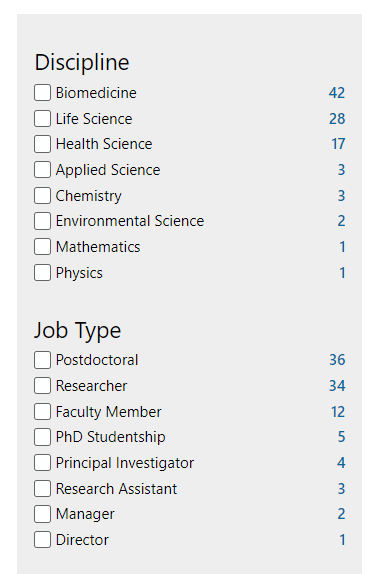 Discipline
Biomedicine 42
Life Science 28
Health Science 17
Applied Science 3
Chemistry 3
Environmental Science 2
Mathematics 1
Physics 1
Job Type
Postdoctoral 36
Researcher 34
Faculty Member 12
PhD Studentship 5
Principal Investigator 4
Research Assistant 3
Manager 2
Director 1